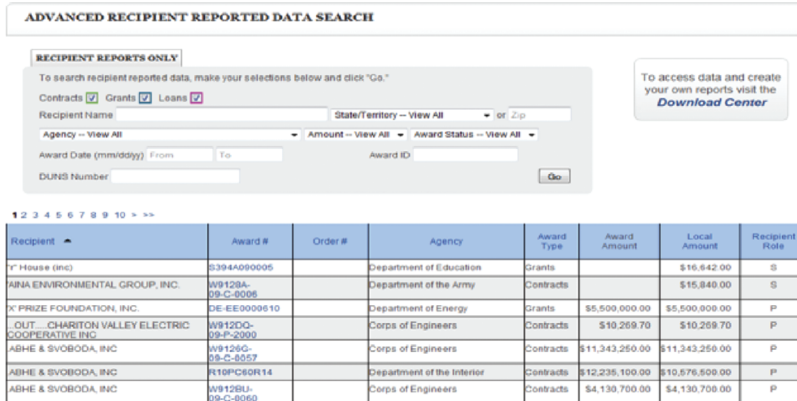 ADVANCED RECIPIENT REPORTED DATA SEARCH
RECIPIENT REPORTS ONLY
To search recipient reported data, make your selections below and click "Go."
Contracts Grants Loans
Recipient Name State/Territory -- View All or Zip
Agency -- View All Amount -- View All Award Status -- View All
Award Date (mm/dd/yy) From To Award ID
DUNS Number Go
To access data and create
your own reports visit the
Download Center
1 2 3 4 5 6 7 8 9 10 > >>
Recipient Award # Order # Agency Award Type Award Amount Local Amount Recipient Role
"r" House (inc) S394A090005 Department of Education Grants $16,642.00 S
'AINA ENVIRONMENTAL GROUP, INC. W9128A-09-C-0006 Department of the Army Contracts $15,840.00 S
'X' PRIZE FOUNDATION, INC. DE-EE0000610 Department of Energy Grants $5,500,000.00 $5,500,000.00 P
...OUT.....CHARITON VALLEY ELECTRIC COOPERATIVE INC W912DQ-09-P-2000 Corps of Engineers Contracts $10,269.70 $10,269.70 P
ABHE & SVOBODA, INC W9126G-09-C-0057 Corps of Engineers Contracts $11,343,250.00 $11,343,250.00 P
ABHE & SVOBODA, INC R10PC60R14 Department of the Interior Contracts $12,235,100.00 $10,576,500.00 P
ABHE & SVOBODA, INC W912BU-09-C-0060 Corps of Engineers Contracts $4,130,700.00 $4,130,700.00 P